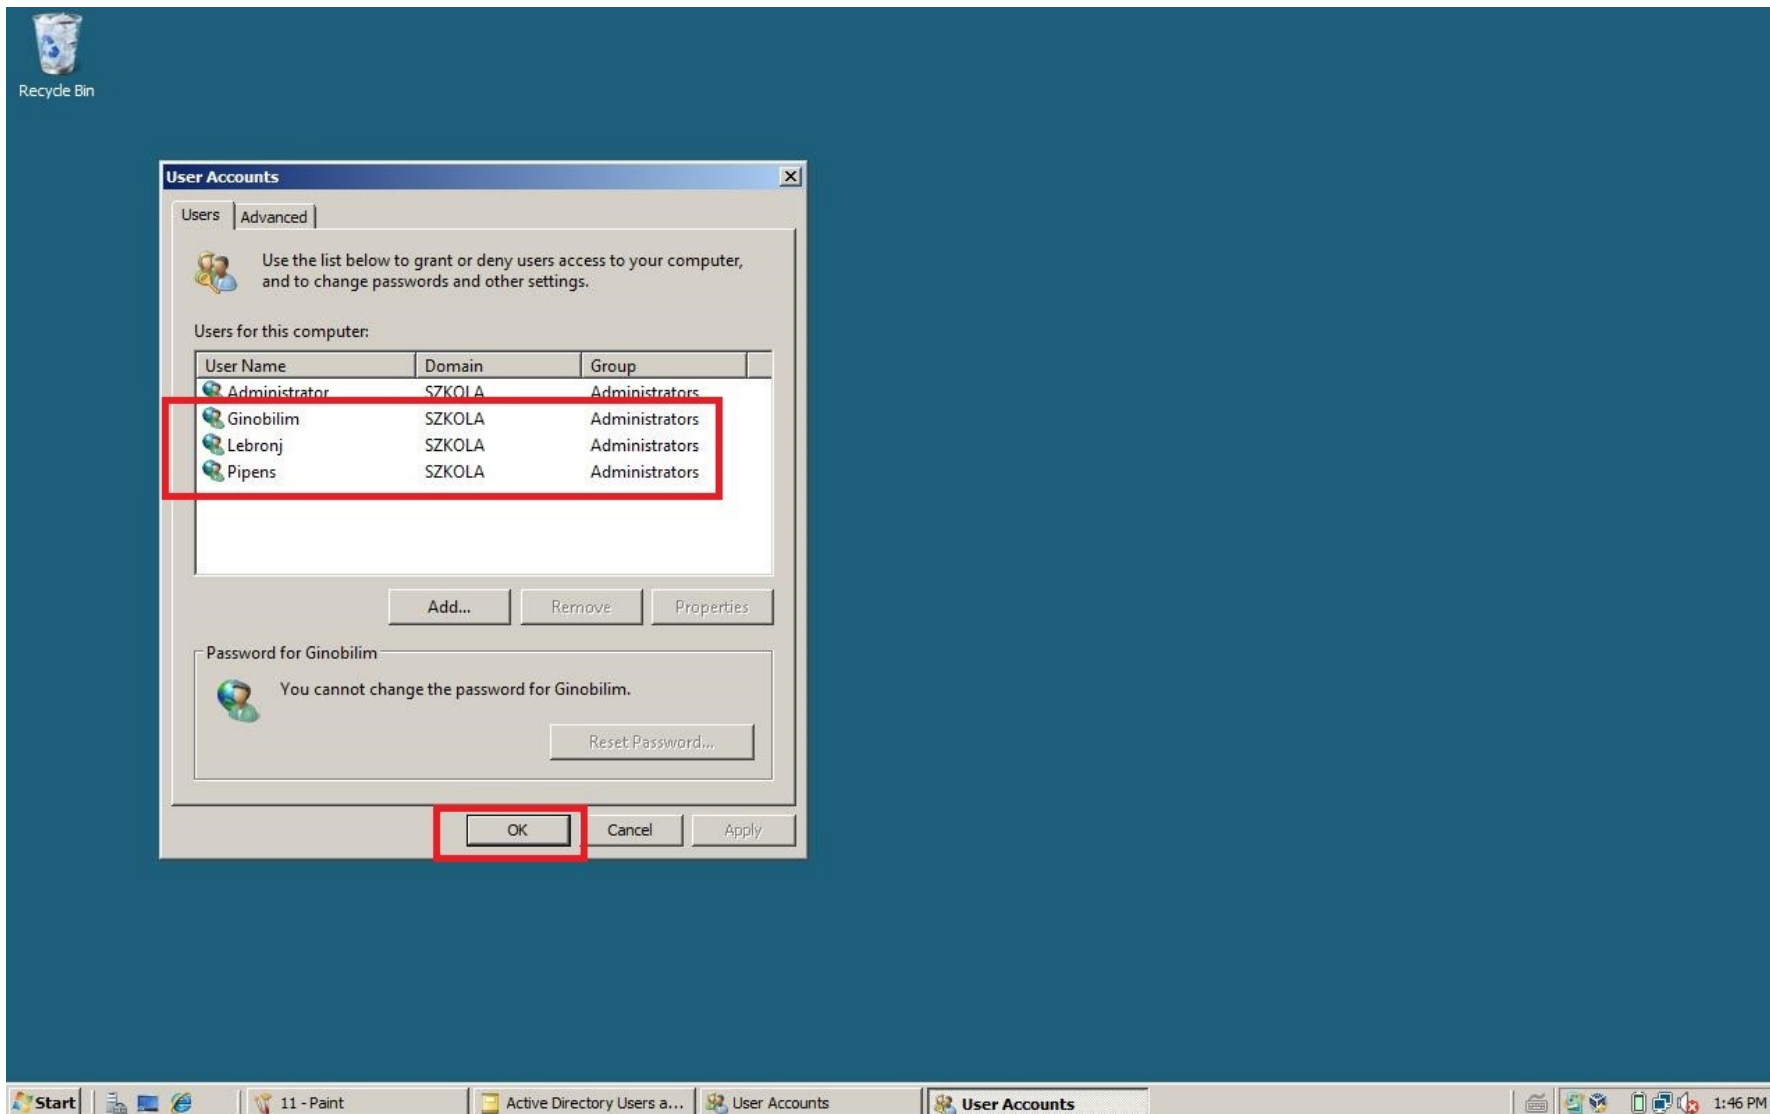 Recycle Bin
User Accounts
Users Advanced
Use the list below to grant or deny users access to your computer,
and to change passwords and other settings.
Users for this computer:
User Name Domain Group
Administrator SZKOLA Administrators
Ginobilim SZKOLA Administrators
Lebronj SZKOLA Administrators
Pipens SZKOLA Administrators
Add... Remove Properties
Password for Ginobilim
You cannot change the password for Ginobilim.
Reset Password...
OK Cancel Apply
Start 11 - Paint Active Directory Users a... User Accounts User Accounts 1:46 PM